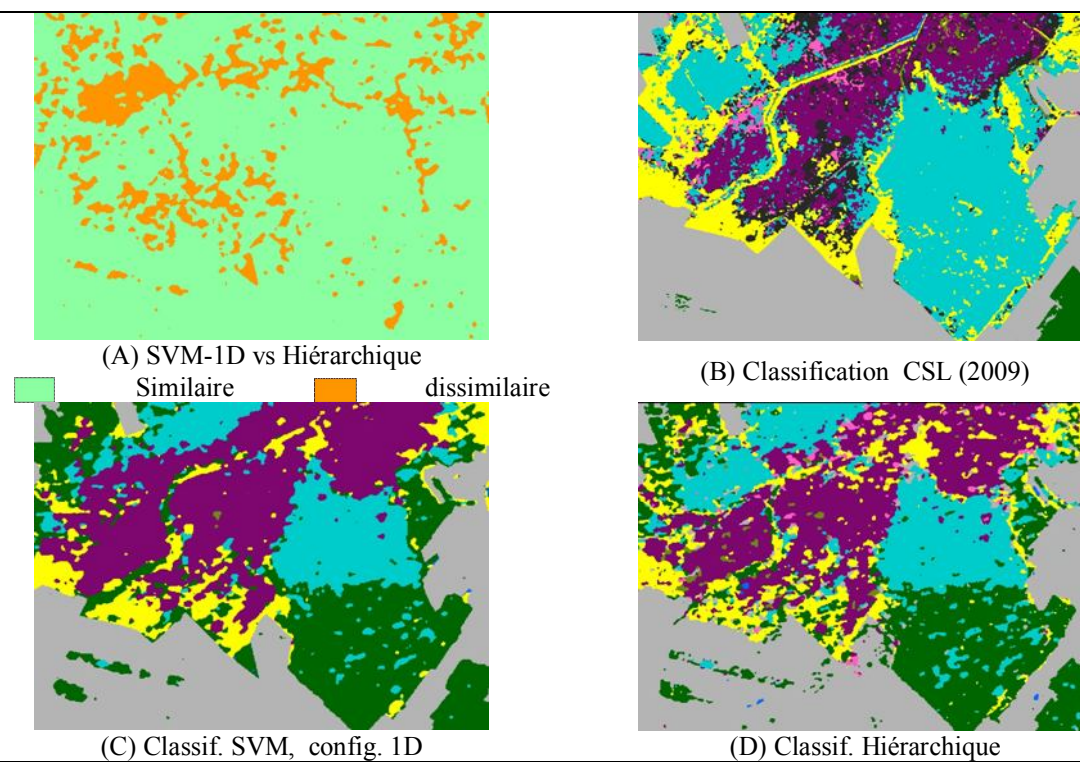 (A) SVM-1D vs Hiérarchique
(B) Classification CSL (2009)
Similaire dissimilaire
(C) Classif. SVM, config. 1D
(D) Classif. Hiérarchique